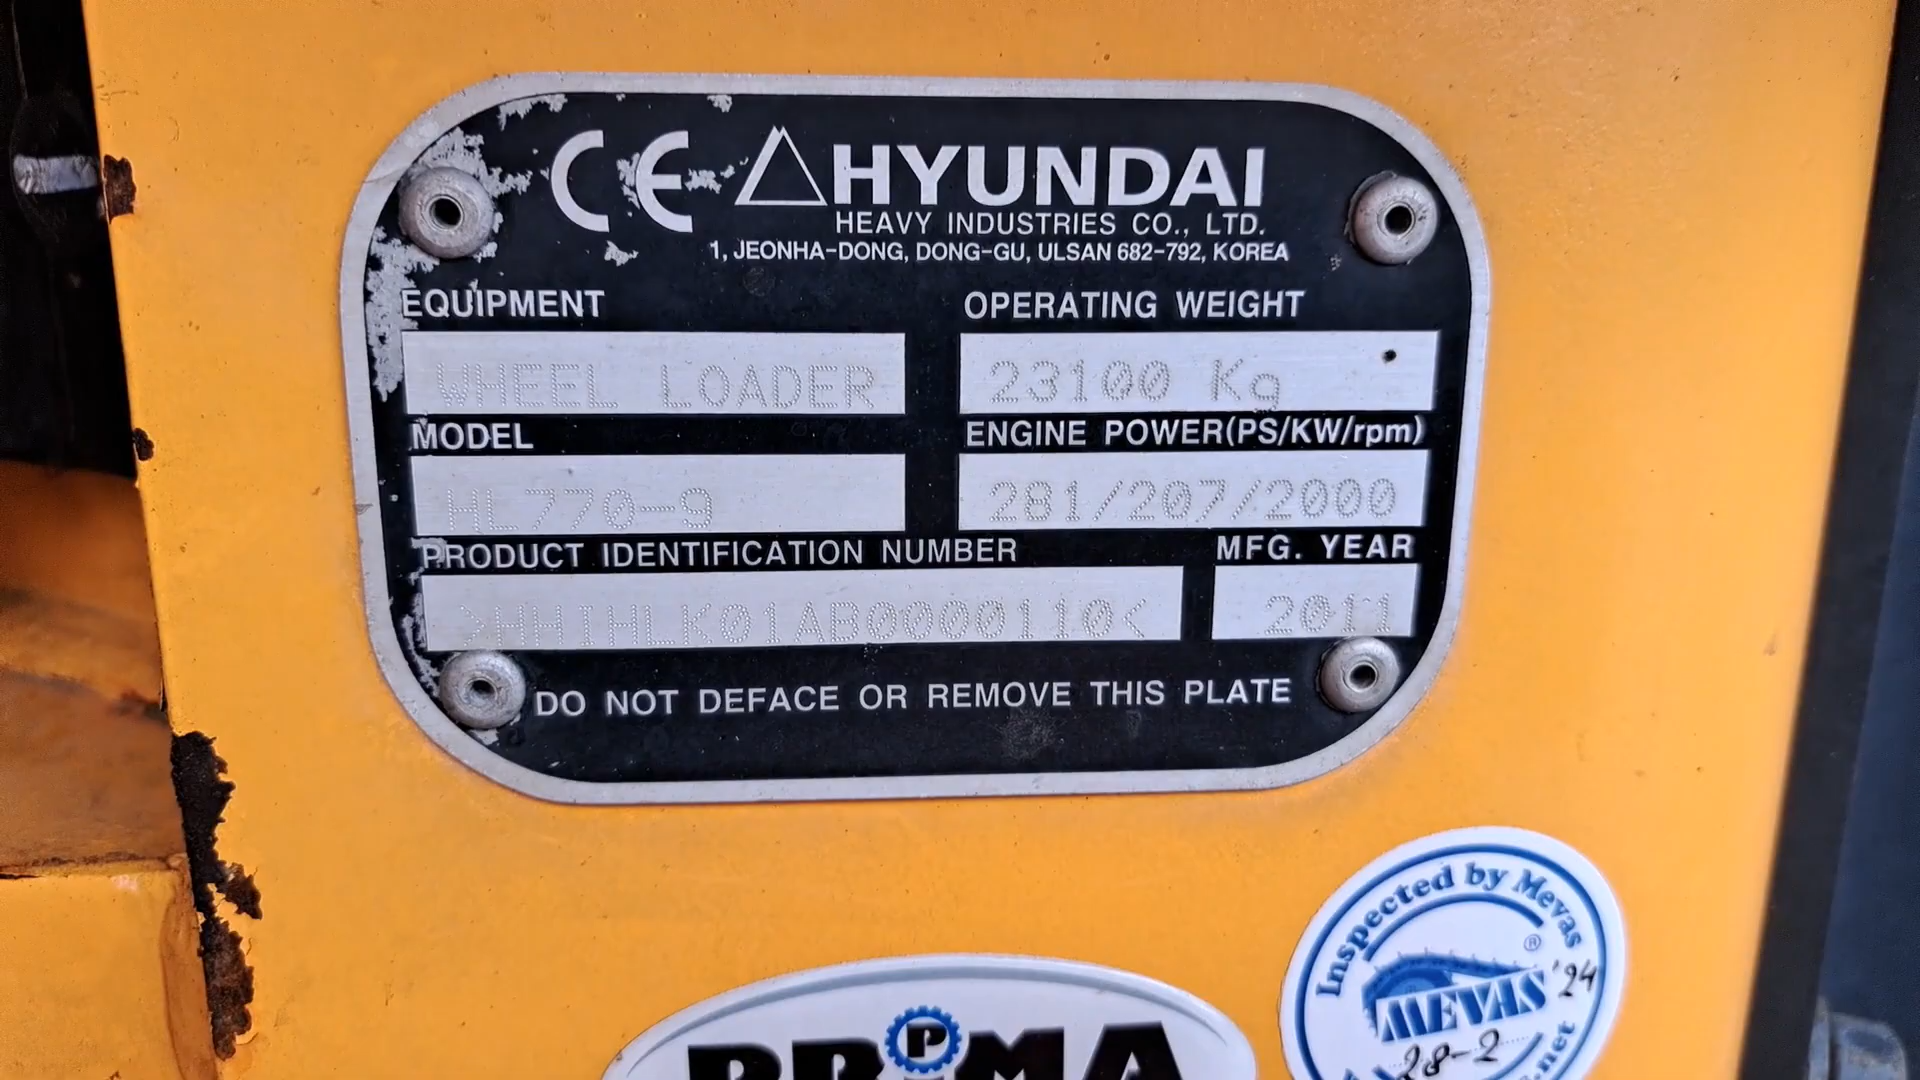 CE HYUNDAI
HEAVY INDUSTRIES CO., LTD.
1, JEONHA-DONG, DONG-GU, ULSAN 682-792, KOREA
EQUIPMENT OPERATING WEIGHT
WHEEL LOADER 23100 Kg
MODEL ENGINE POWER(PS/KW/rpm)
HL770-9 281/207/2000
PRODUCT IDENTIFICATION NUMBER MFG. YEAR
>HHIHLK01AB0000110< 2011
DO NOT DEFACE OR REMOVE THIS PLATE
Inspected by Mevas
MEVAS ® '24
28-2
.net
P
PRIMA